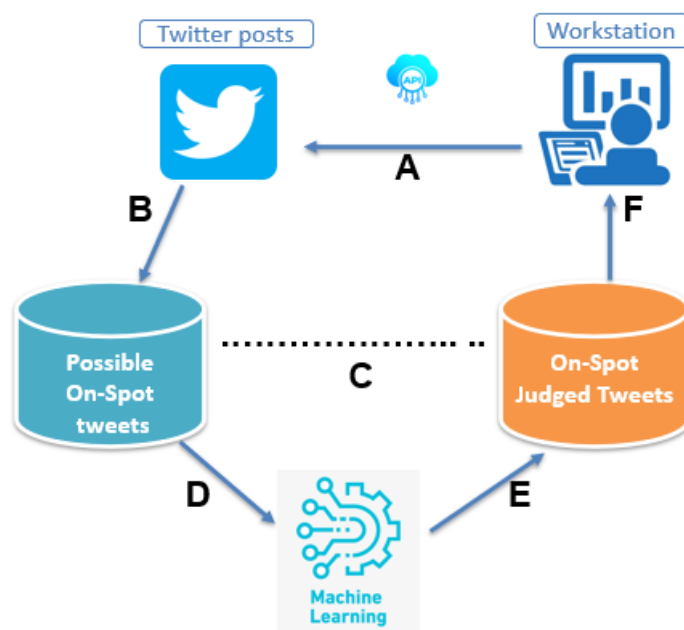 Twitter posts
Workstation
API
A
B
F
Possible
On-Spot
tweets
On-Spot
Judged Tweets
C
D
E
Machine
Learning